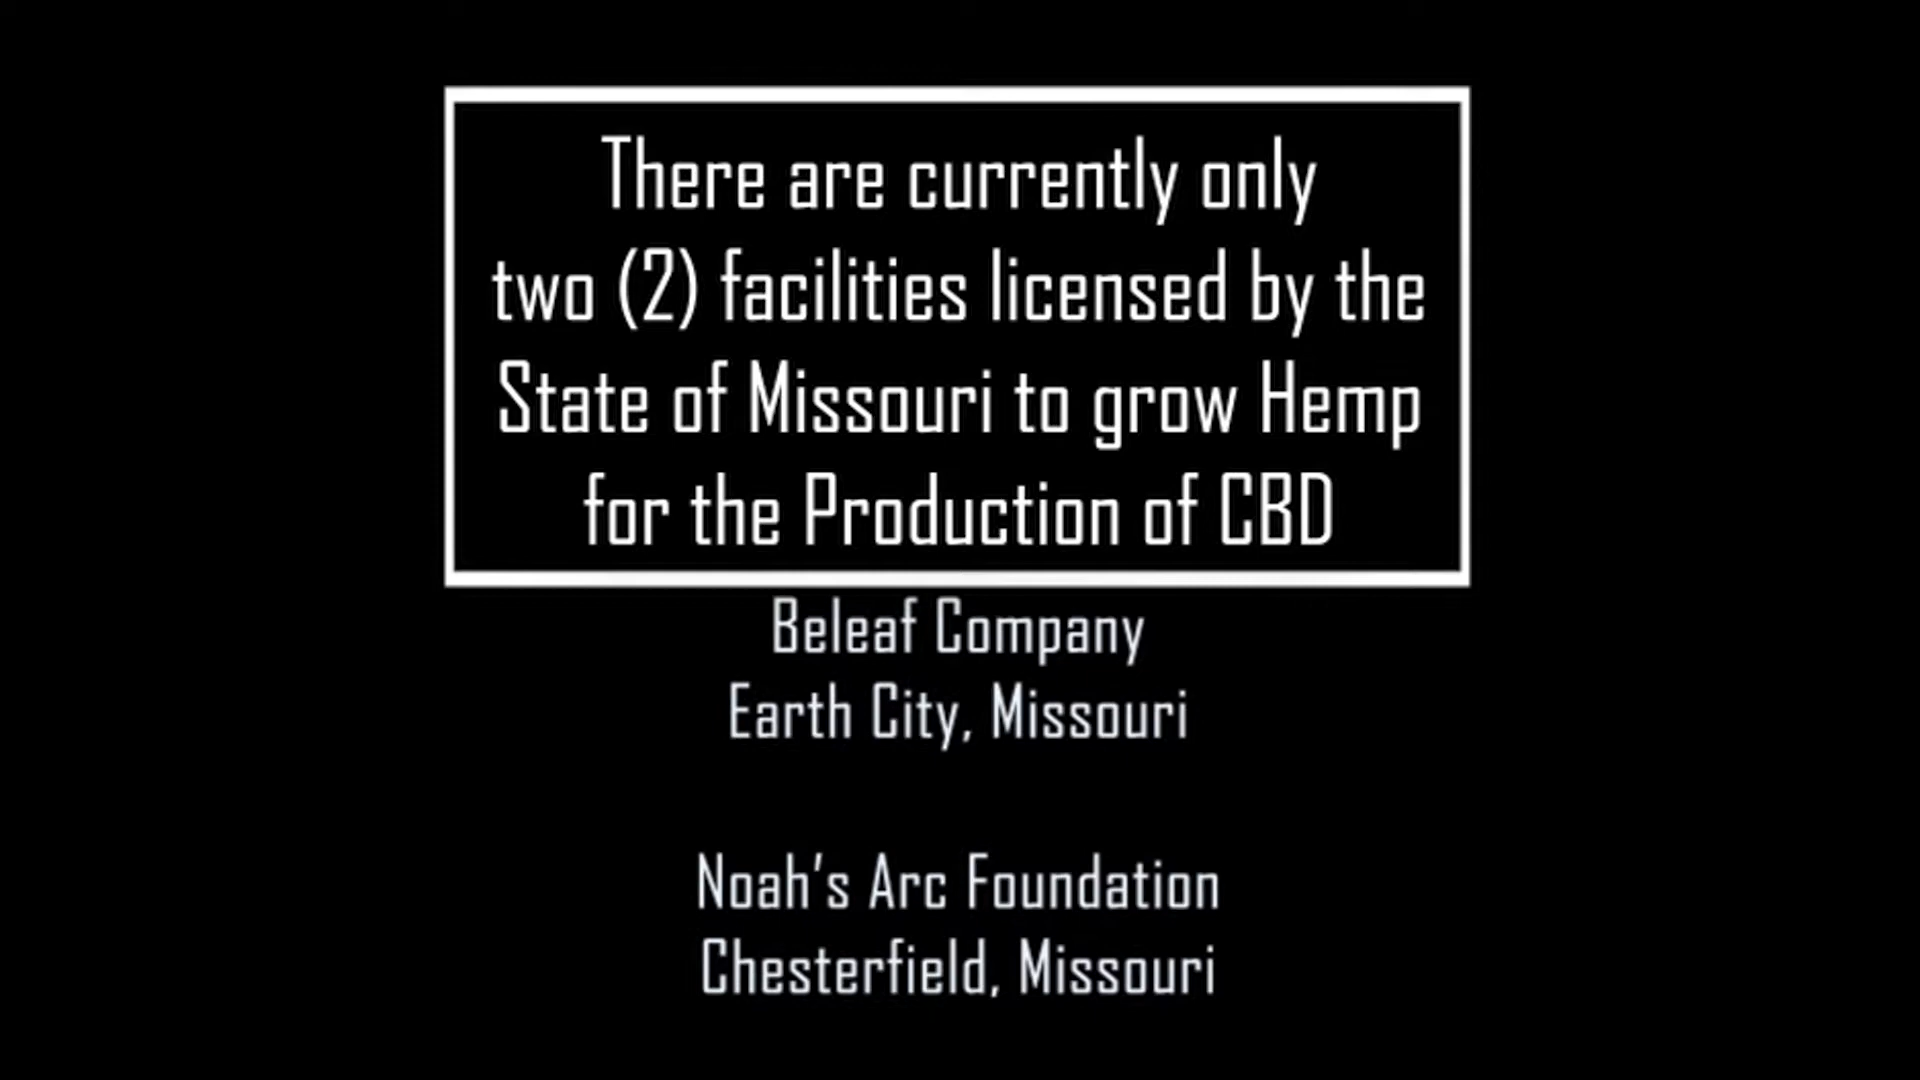 There are currently only
two (2) facilities licensed by the
State of Missouri to grow Hemp
for the Production of CBD
Beleaf Company
Earth City, Missouri
Noah's Arc Foundation
Chesterfield, Missouri